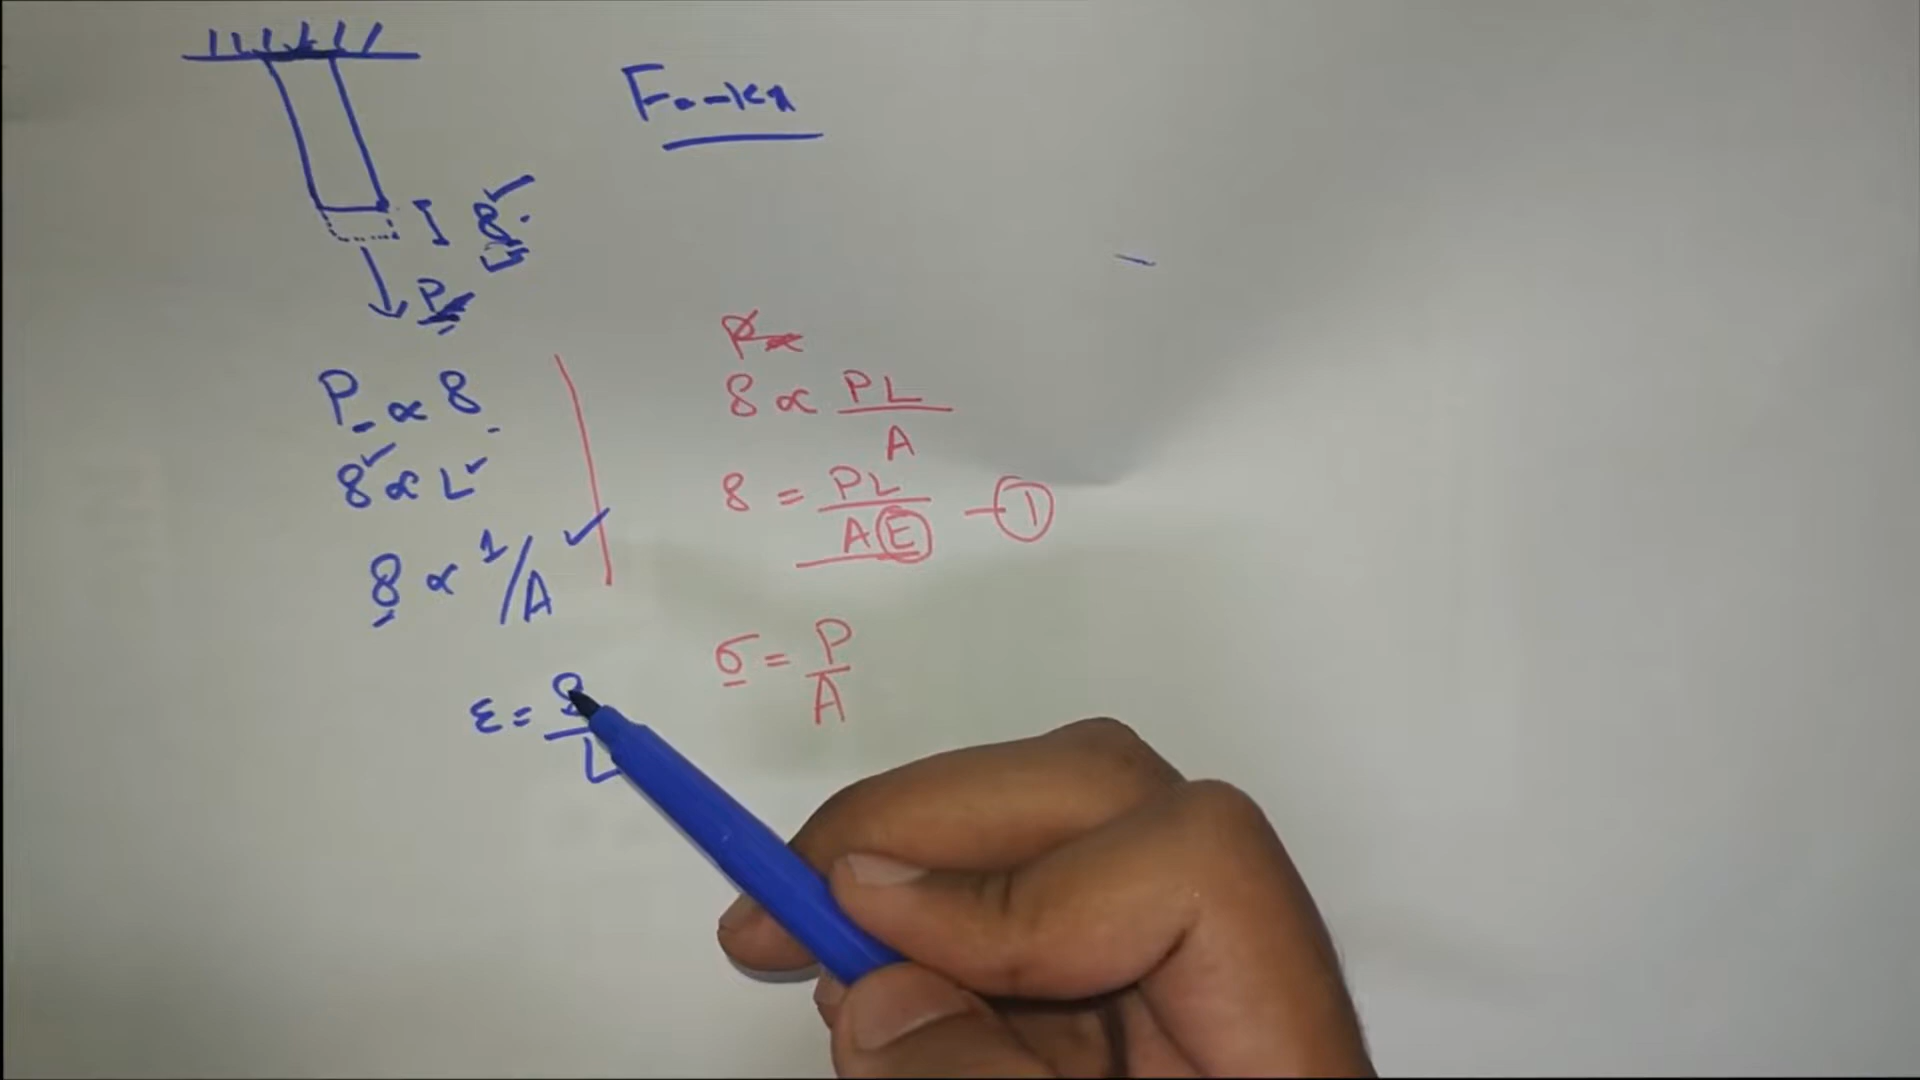 F=-kx
δ
P
P ∝ δ
δ ∝ L
δ ∝ 1/A
δ ∝ PL/A
δ = PL/AE -①
σ = P/A
ε = δ/L